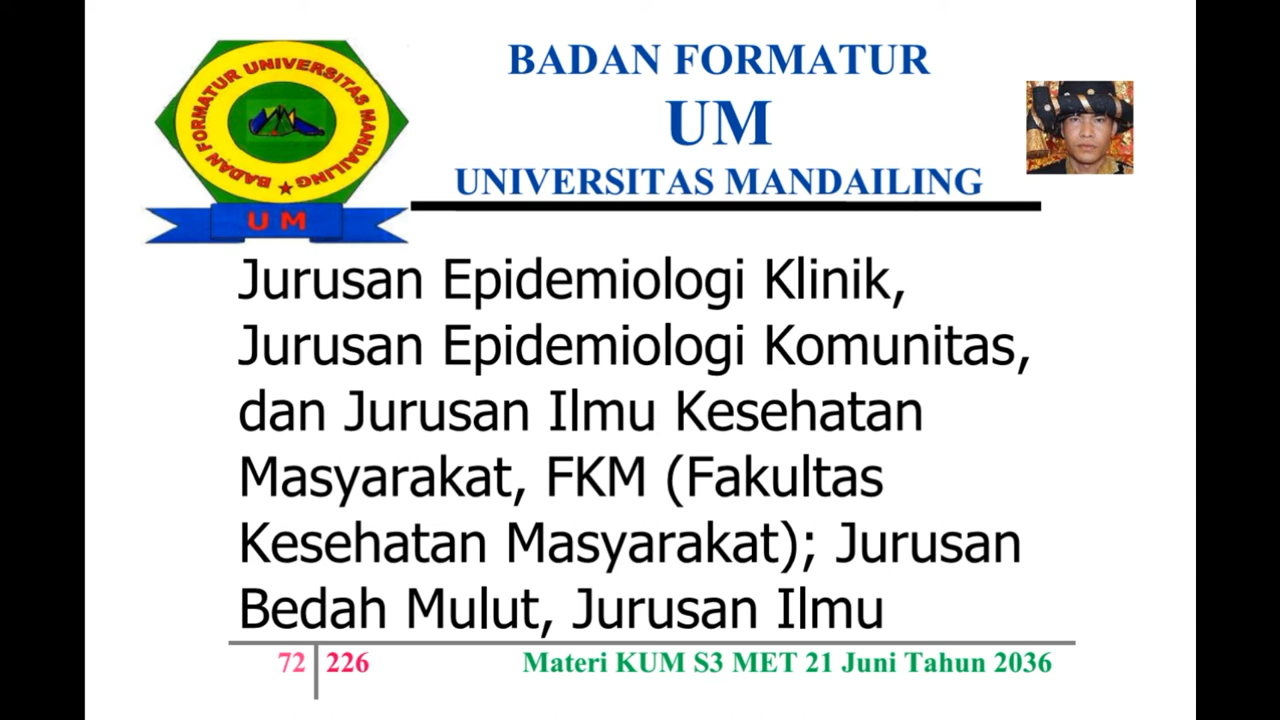 BADAN FORMATUR UNIVERSITAS MANDAILING
UM
BADAN FORMATUR
UM
UNIVERSITAS MANDAILING
Jurusan Epidemiologi Klinik,
Jurusan Epidemiologi Komunitas,
dan Jurusan Ilmu Kesehatan
Masyarakat, FKM (Fakultas
Kesehatan Masyarakat); Jurusan
Bedah Mulut, Jurusan Ilmu
72 226 Materi KUM S3 MET 21 Juni Tahun 2036